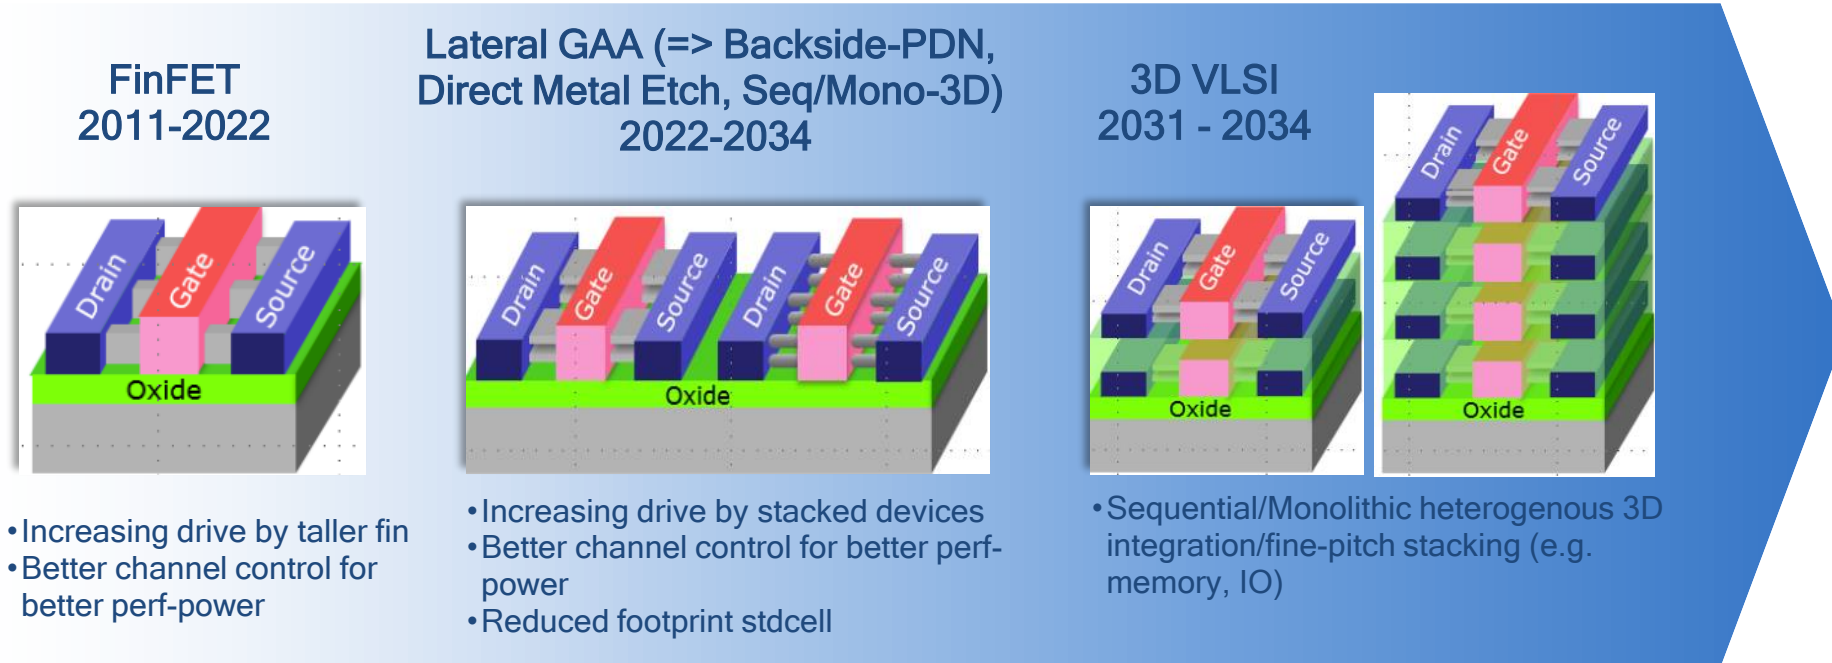 FinFET
2011-2022
Drain
Gate
Source
Oxide
•Increasing drive by taller fin
•Better channel control for
better perf-power
Lateral GAA (=> Backside-PDN,
Direct Metal Etch, Seq/Mono-3D)
2022-2034
Drain
Gate
Source
Drain
Gate
Source
Oxide
•Increasing drive by stacked devices
•Better channel control for better perf-
power
•Reduced footprint stdcell
3D VLSI
2031 - 2034
Drain
Gate
Source
Oxide
Drain
Gate
Source
Oxide
•Sequential/Monolithic heterogenous 3D
integration/fine-pitch stacking (e.g.
memory, IO)